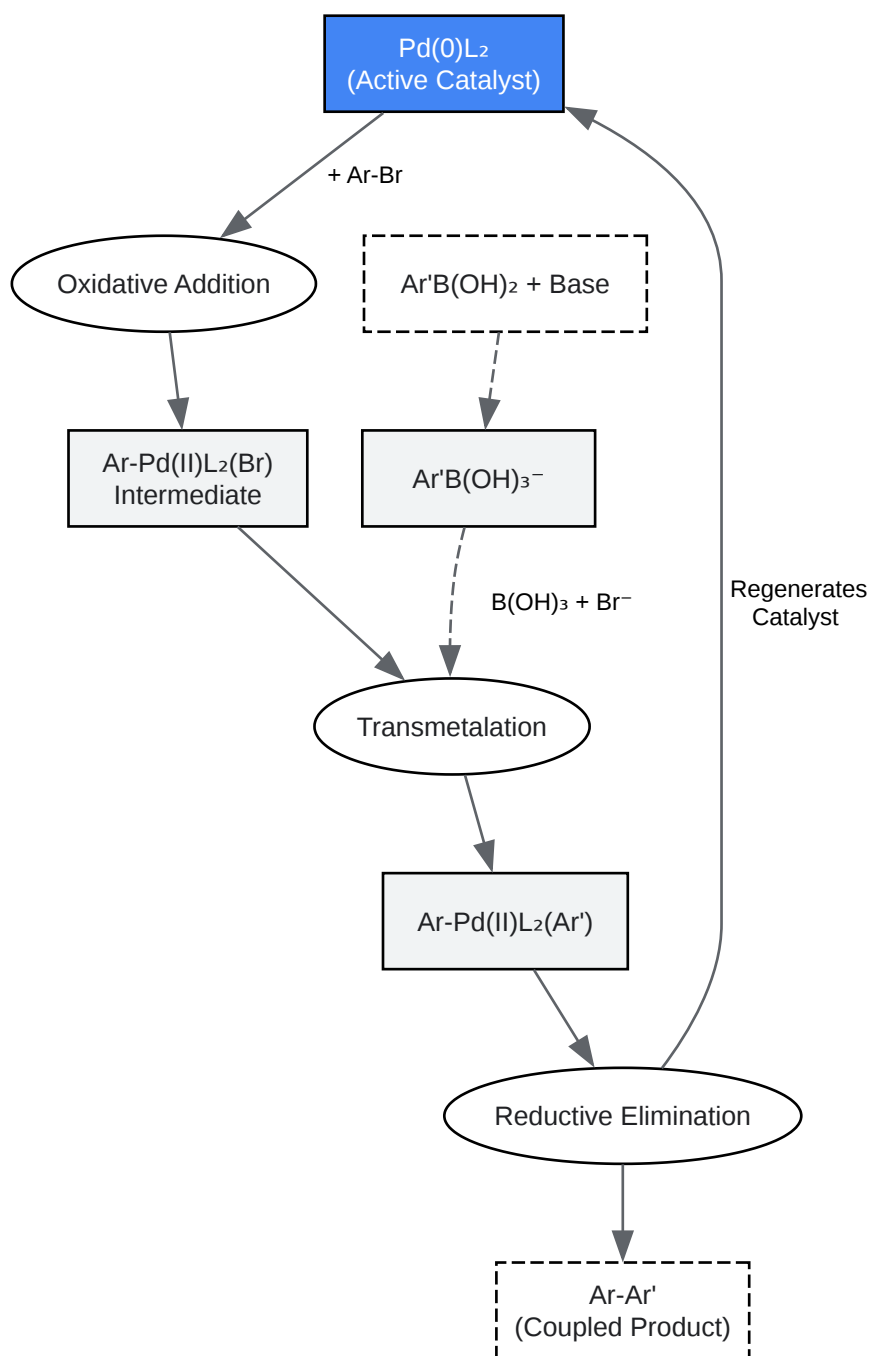 Pd(0)L₂
(Active Catalyst)
+ Ar-Br
Oxidative Addition
Ar'B(OH)₂ + Base
Ar-Pd(II)L₂(Br)
Intermediate
Ar'B(OH)₃⁻
B(OH)₃ + Br⁻
Regenerates
Catalyst
Transmetalation
Ar-Pd(II)L₂(Ar')
Reductive Elimination
Ar-Ar'
(Coupled Product)